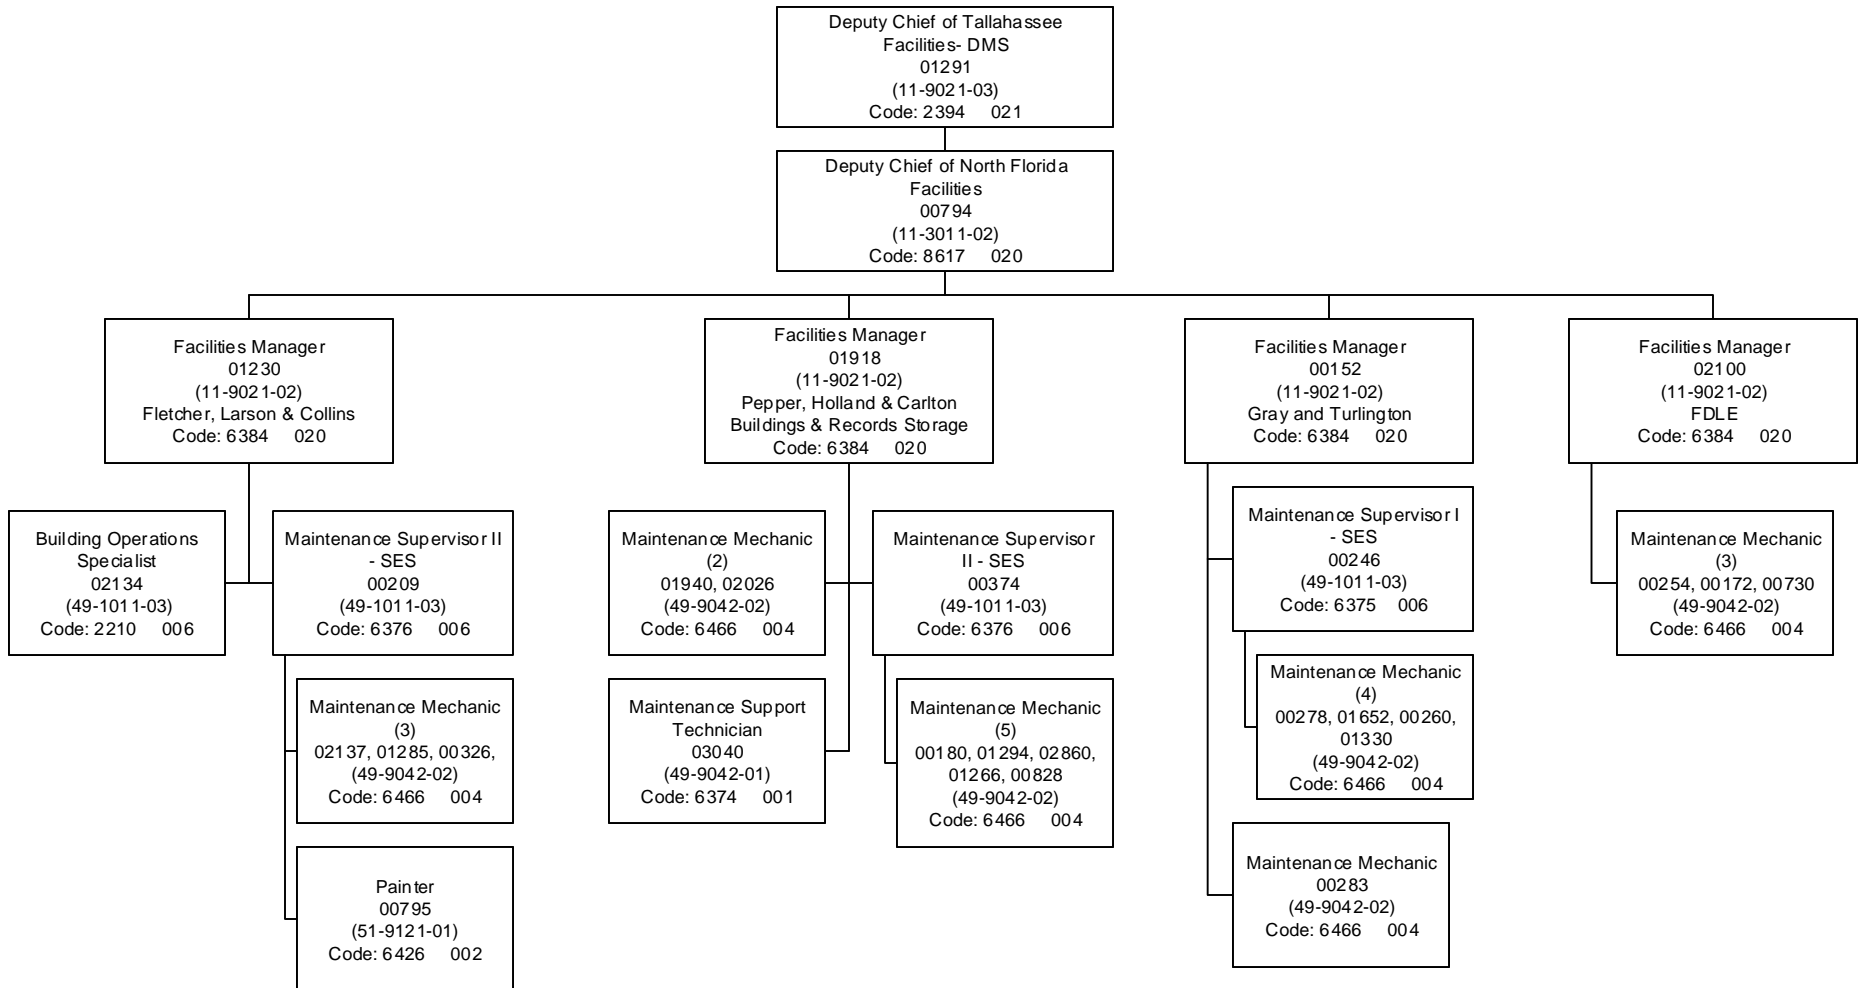 Deputy Chief of Tallahassee
Facilities- DMS
01291
(11-9021-03)
Code: 2394 021
Deputy Chief of North Florida
Facilities
00794
(11-3011-02)
Code: 8617 020
Facilities Manager
01230
(11-9021-02)
Fletcher, Larson & Collins
Code: 6384 020
Facilities Manager
01918
(11-9021-02)
Pepper, Holland & Carlton
Buildings & Records Storage
Code: 6384 020
Facilities Manager
00152
(11-9021-02)
Gray and Turlington
Code: 6384 020
Facilities Manager
02100
(11-9021-02)
FDLE
Code: 6384 020
Building Operations
Specialist
02134
(49-1011-03)
Code: 2210 006
Maintenance Supervisor II
- SES
00209
(49-1011-03)
Code: 6376 006
Maintenance Mechanic
(3)
02137, 01285, 00326,
(49-9042-02)
Code: 6466 004
Painter
00795
(51-9121-01)
Code: 6426 002
Maintenance Mechanic
(2)
01940, 02026
(49-9042-02)
Code: 6466 004
Maintenance Support
Technician
03040
(49-9042-01)
Code: 6374 001
Maintenance Supervisor
II - SES
00374
(49-1011-03)
Code: 6376 006
Maintenance Mechanic
(5)
00180, 01294, 02860,
01266, 00828
(49-9042-02)
Code: 6466 004
Maintenance Supervisor I
- SES
00246
(49-1011-03)
Code: 6375 006
Maintenance Mechanic
(4)
00278, 01652, 00260,
01330
(49-9042-02)
Code: 6466 004
Maintenance Mechanic
00283
(49-9042-02)
Code: 6466 004
Maintenance Mechanic
(3)
00254, 00172, 00730
(49-9042-02)
Code: 6466 004